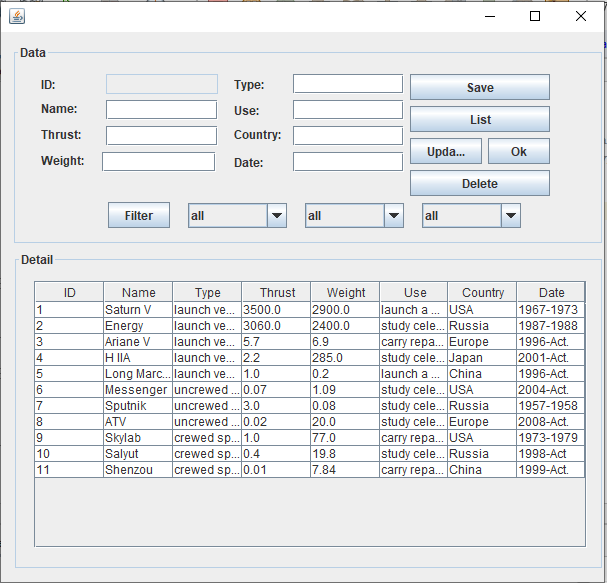 Data
ID: Type: Save
Name: Use: List
Thrust: Country: Upda... Ok
Weight: Date: Delete
Filter all all all
Detail
ID Name Type Thrust Weight Use Country Date
1 Saturn V launch ve... 3500.0 2900.0 launch a ... USA 1967-1973
2 Energy launch ve... 3060.0 2400.0 study cele... Russia 1987-1988
3 Ariane V launch ve... 5.7 6.9 carry repa... Europe 1996-Act.
4 H IIA launch ve... 2.2 285.0 study cele... Japan 2001-Act.
5 Long Marc... launch ve... 1.0 0.2 launch a ... China 1996-Act.
6 Messenger uncrewed ... 0.07 1.09 study cele... USA 2004-Act.
7 Sputnik uncrewed ... 3.0 0.08 study cele... Russia 1957-1958
8 ATV uncrewed ... 0.02 20.0 study cele... Europe 2008-Act.
9 Skylab crewed sp... 1.0 77.0 carry repa... USA 1973-1979
10 Salyut crewed sp... 0.4 19.8 study cele... Russia 1998-Act
11 Shenzou crewed sp... 0.01 7.84 carry repa... China 1999-Act.